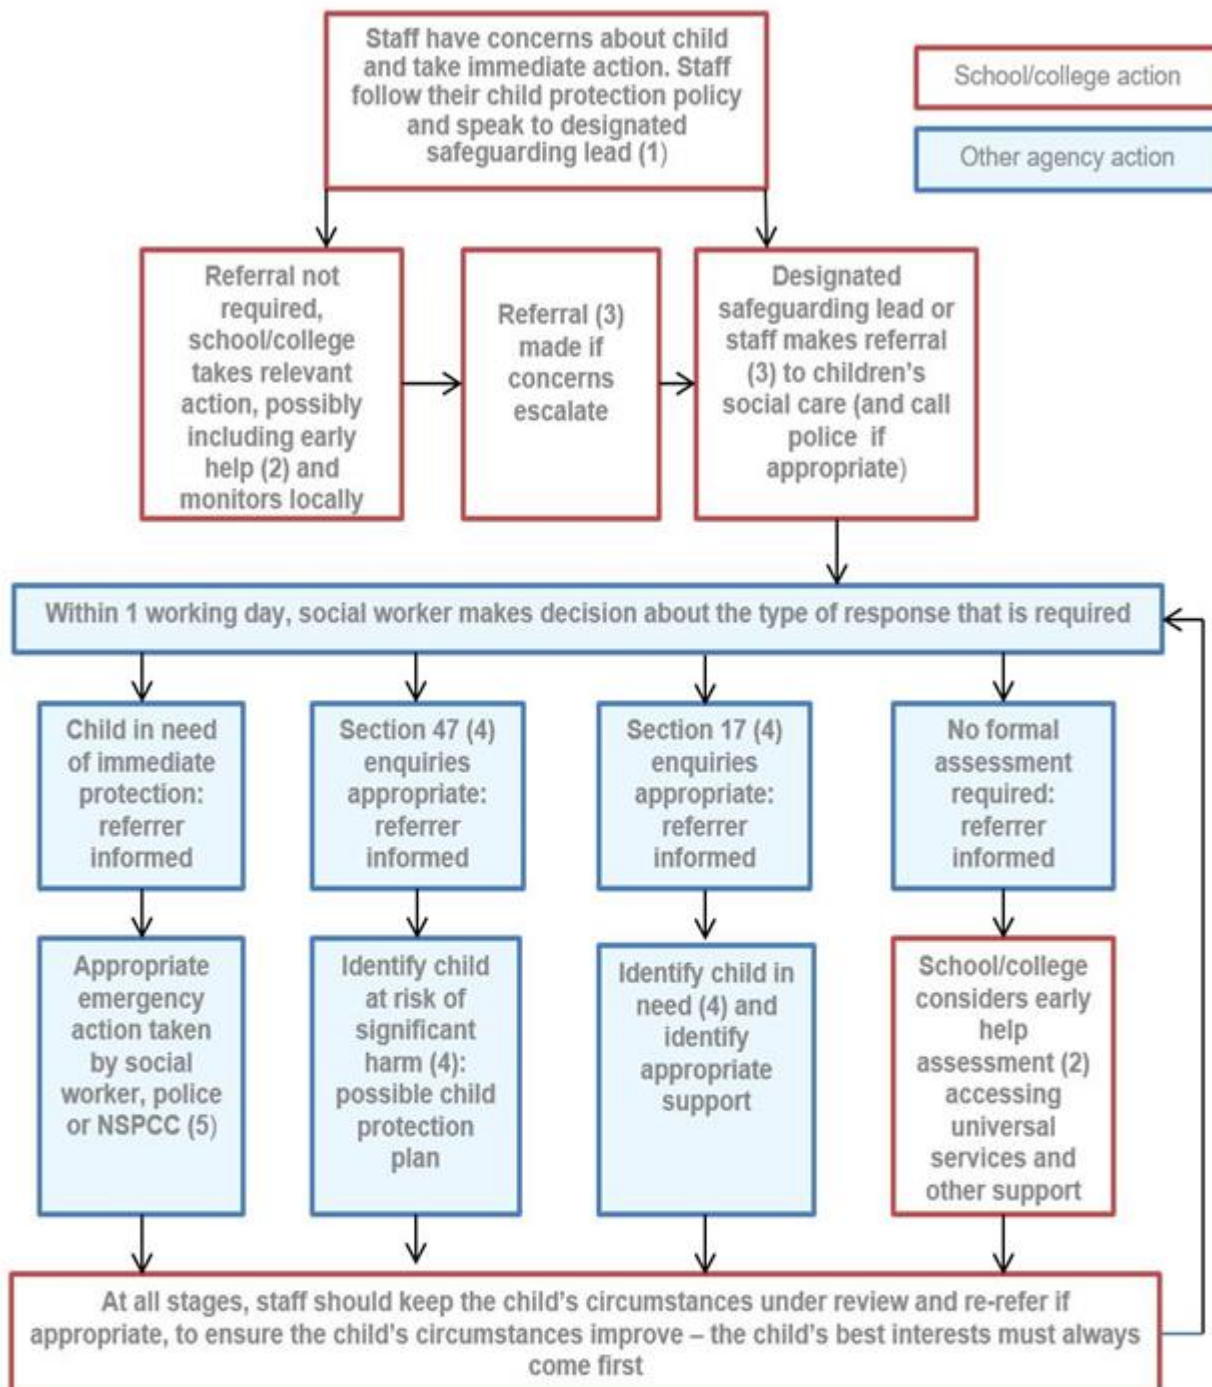 Staff have concerns about child
and take immediate action. Staff
follow their child protection policy
and speak to designated
safeguarding lead (1)
School/college action
Other agency action
Referral not
required,
school/college
takes relevant
action, possibly
including early
help (2) and
monitors locally
Referral (3)
made if
concerns
escalate
Designated
safeguarding lead or
staff makes referral
(3) to children’s
social care (and call
police if
appropriate)
Within 1 working day, social worker makes decision about the type of response that is required
Child in need
of immediate
protection:
referrer
informed
Section 47 (4)
enquiries
appropriate:
referrer
informed
Section 17 (4)
enquiries
appropriate:
referrer
informed
No formal
assessment
required:
referrer
informed
Appropriate
emergency
action taken
by social
worker, police
or NSPCC (5)
Identify child
at risk of
significant
harm (4):
possible child
protection
plan
Identify child in
need (4) and
identify
appropriate
support
School/college
considers early
help
assessment (2)
accessing
universal
services and
other support
At all stages, staff should keep the child’s circumstances under review and re-refer if
appropriate, to ensure the child’s circumstances improve – the child’s best interests must always
come first